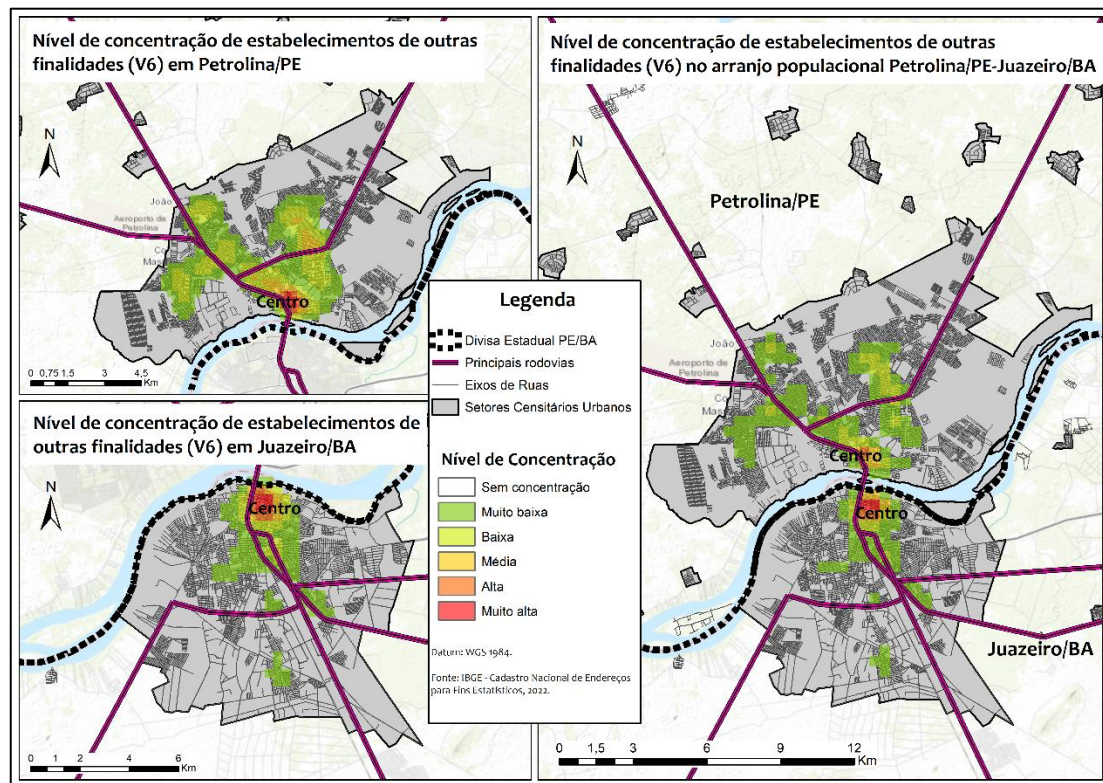 Nível de concentração de estabelecimentos de outras
finalidades (V6) em Petrolina/PE
N
João
Aeroporto de
Petrolina
Co
Mass
Centro
0 0,75 1.5 3 4,5
Km
Nível de concentração de estabelecimentos de
outras finalidades (V6) em Juazeiro/BA
N
Centro
0 1 2 4 6
Km
Legenda
Divisa Estadual PE/BA
Principais rodovias
Eixos de Ruas
Setores Censitários Urbanos
Nível de Concentração
Sem concentração
Muito baixa
Baixa
Média
Alta
Muito alta
Datum: WGS 1984.
Fonte: IBGE - Cadastro Nacional de Endereços
para Fins Estatísticos, 2022.
Nível de concentração de estabelecimentos de outras
finalidades (V6) no arranjo populacional Petrolina/PE-Juazeiro/BA
N
Petrolina/PE
João
Aeroporto de
Petrolina
Co
Mass
Centro
Centro
Juazeiro/BA
0 1,5 3 6 9 12
Km